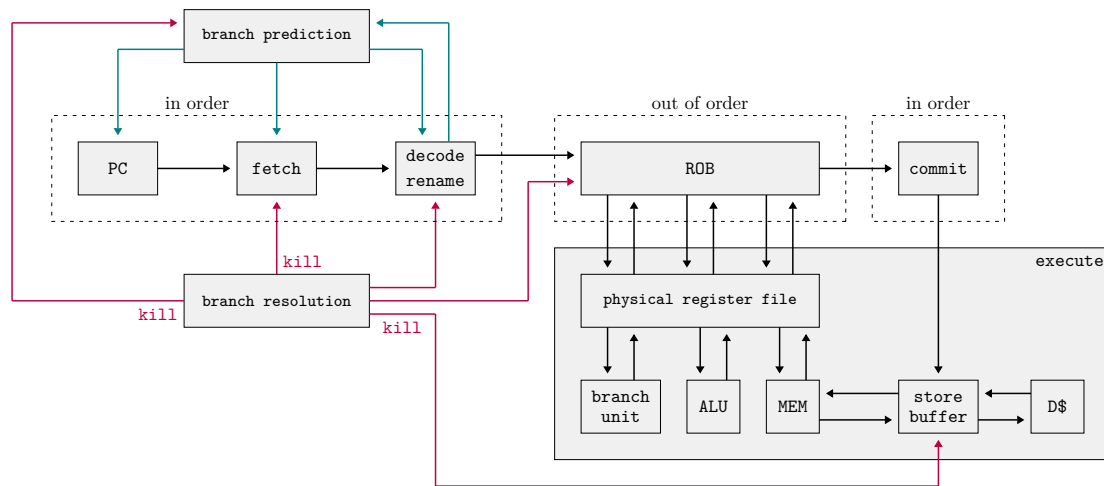 branch prediction
in order
out of order
in order
PC
fetch
decode
rename
ROB
commit
kill
execute
branch resolution
physical register file
kill
kill
branch
unit
ALU
MEM
store
buffer
D$